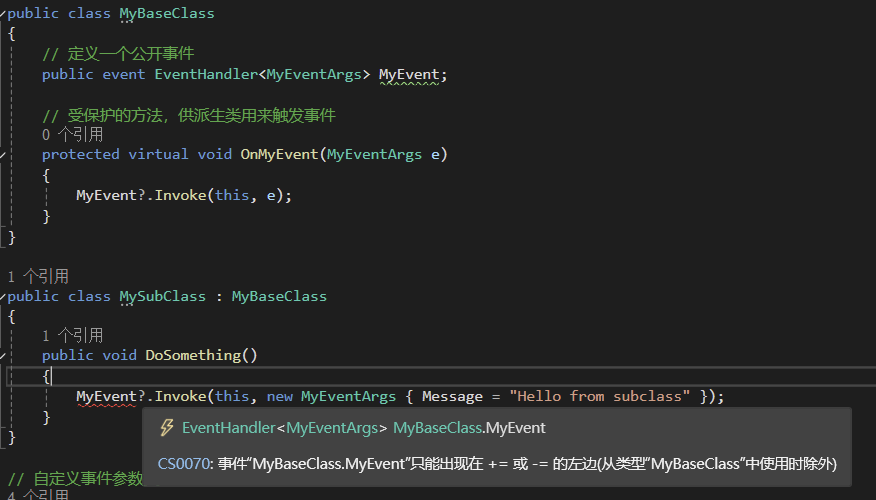 public class MyBaseClass
{
// 定义一个公开事件
public event EventHandler<MyEventArgs> MyEvent;
// 受保护的方法，供派生类用来触发事件
0 个引用
protected virtual void OnMyEvent(MyEventArgs e)
{
MyEvent?.Invoke(this, e);
}
}
1 个引用
public class MySubClass : MyBaseClass
{
1 个引用
public void DoSomething()
{
MyEvent?.Invoke(this, new MyEventArgs { Message = "Hello from subclass" });
}
}
EventHandler<MyEventArgs> MyBaseClass.MyEvent
CS0070: 事件“MyBaseClass.MyEvent”只能出现在 += 或 -= 的左边(从类型“MyBaseClass”中使用时除外)
// 自定义事件参数
4 个引用